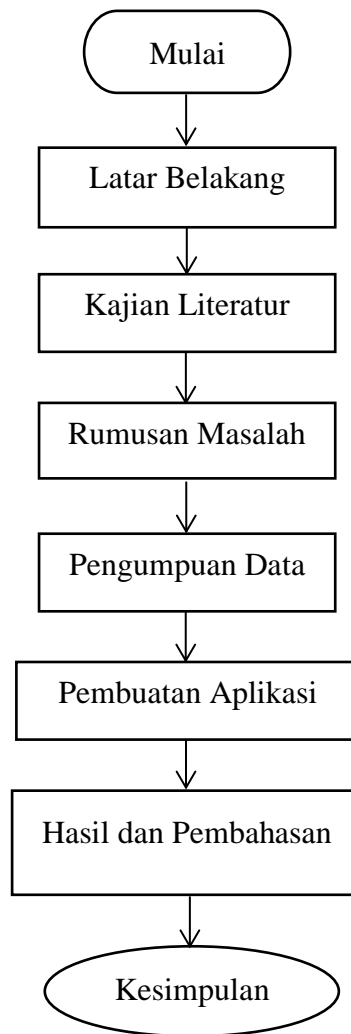 Mulai
Latar Belakang
Kajian Literatur
Rumusan Masalah
Pengumpuan Data
Pembuatan Aplikasi
Hasil dan Pembahasan
Kesimpulan